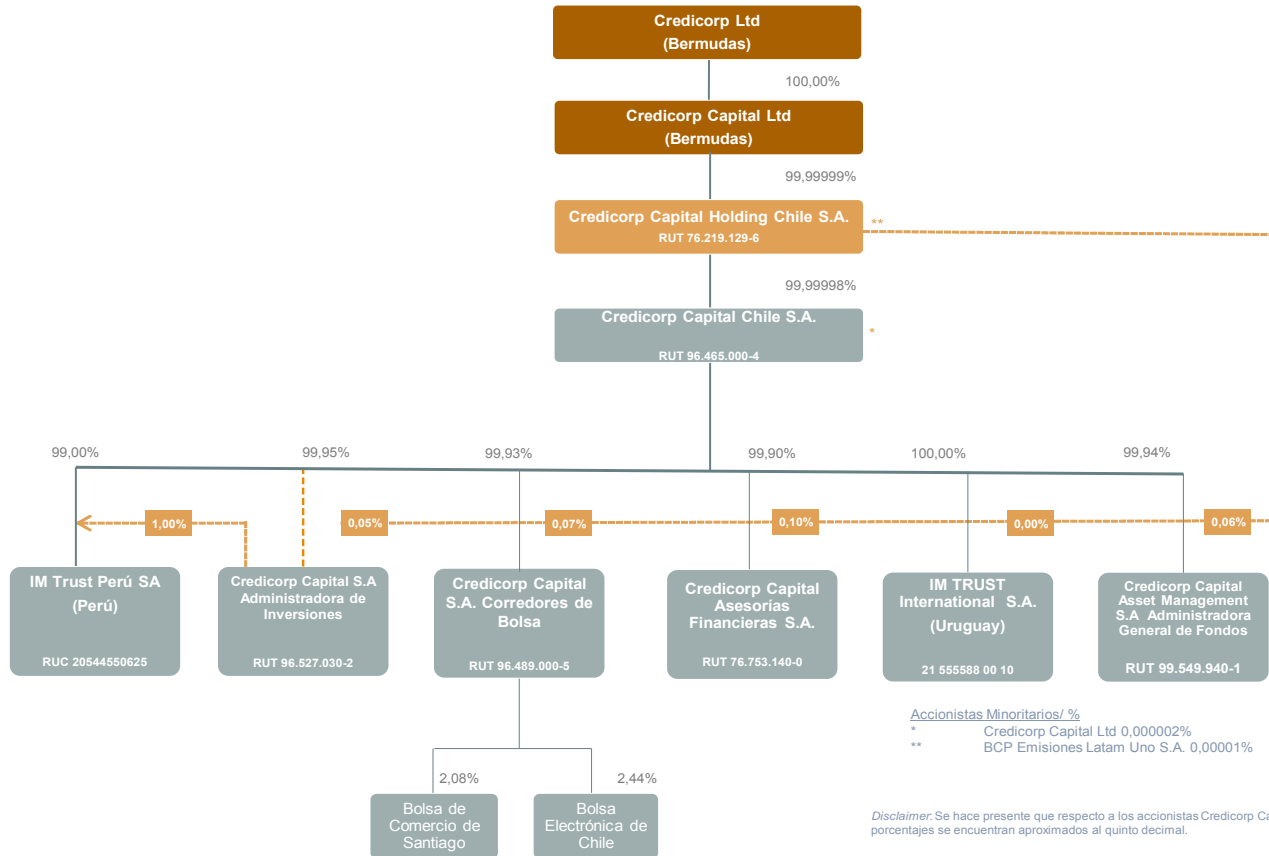 Credicorp Ltd
(Bermudas)
100,00%
Credicorp Capital Ltd
(Bermudas)
99,99999%
Credicorp Capital Holding Chile S.A.
RUT 76.219.129-6
**
99,99998%
Credicorp Capital Chile S.A.
RUT 96.465.000-4
*
99,00%
99,95%
99,93%
99,90%
100,00%
99,94%
1,00%
0,05%
0,07%
0,10%
0,00%
0,06%
IM Trust Perú SA
(Perú)
RUC 20544550625
Credicorp Capital S.A
Administradora de
Inversiones
RUT 96.527.030-2
Credicorp Capital
S.A. Corredores de
Bolsa
RUT 96.489.000-5
Credicorp Capital
Asesorías
Financieras S.A.
RUT 76.753.140-0
IM TRUST
International S.A.
(Uruguay)
21 555588 00 10
Credicorp Capital
Asset Management
S.A Administradora
General de Fondos
RUT 99.549.940-1
Accionistas Minoritarios/ %
* Credicorp Capital Ltd 0,000002%
** BCP Emisiones Latam Uno S.A. 0,00001%
2,08%
2,44%
Bolsa de
Comercio de
Santiago
Bolsa
Electrónica de
Chile
Disclaimer: Se hace presente que respecto a los accionistas Credicorp Ca
porcentajes se encuentran aproximados al quinto decimal.